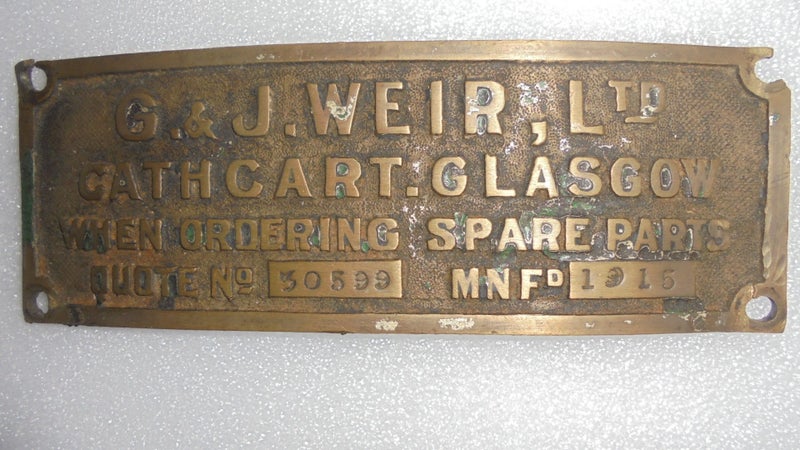 G. & J. WEIR, LTD
CATHCART. GLASGOW
WHEN ORDERING SPARE PARTS
QUOTE NO 30599 MNFD 1915